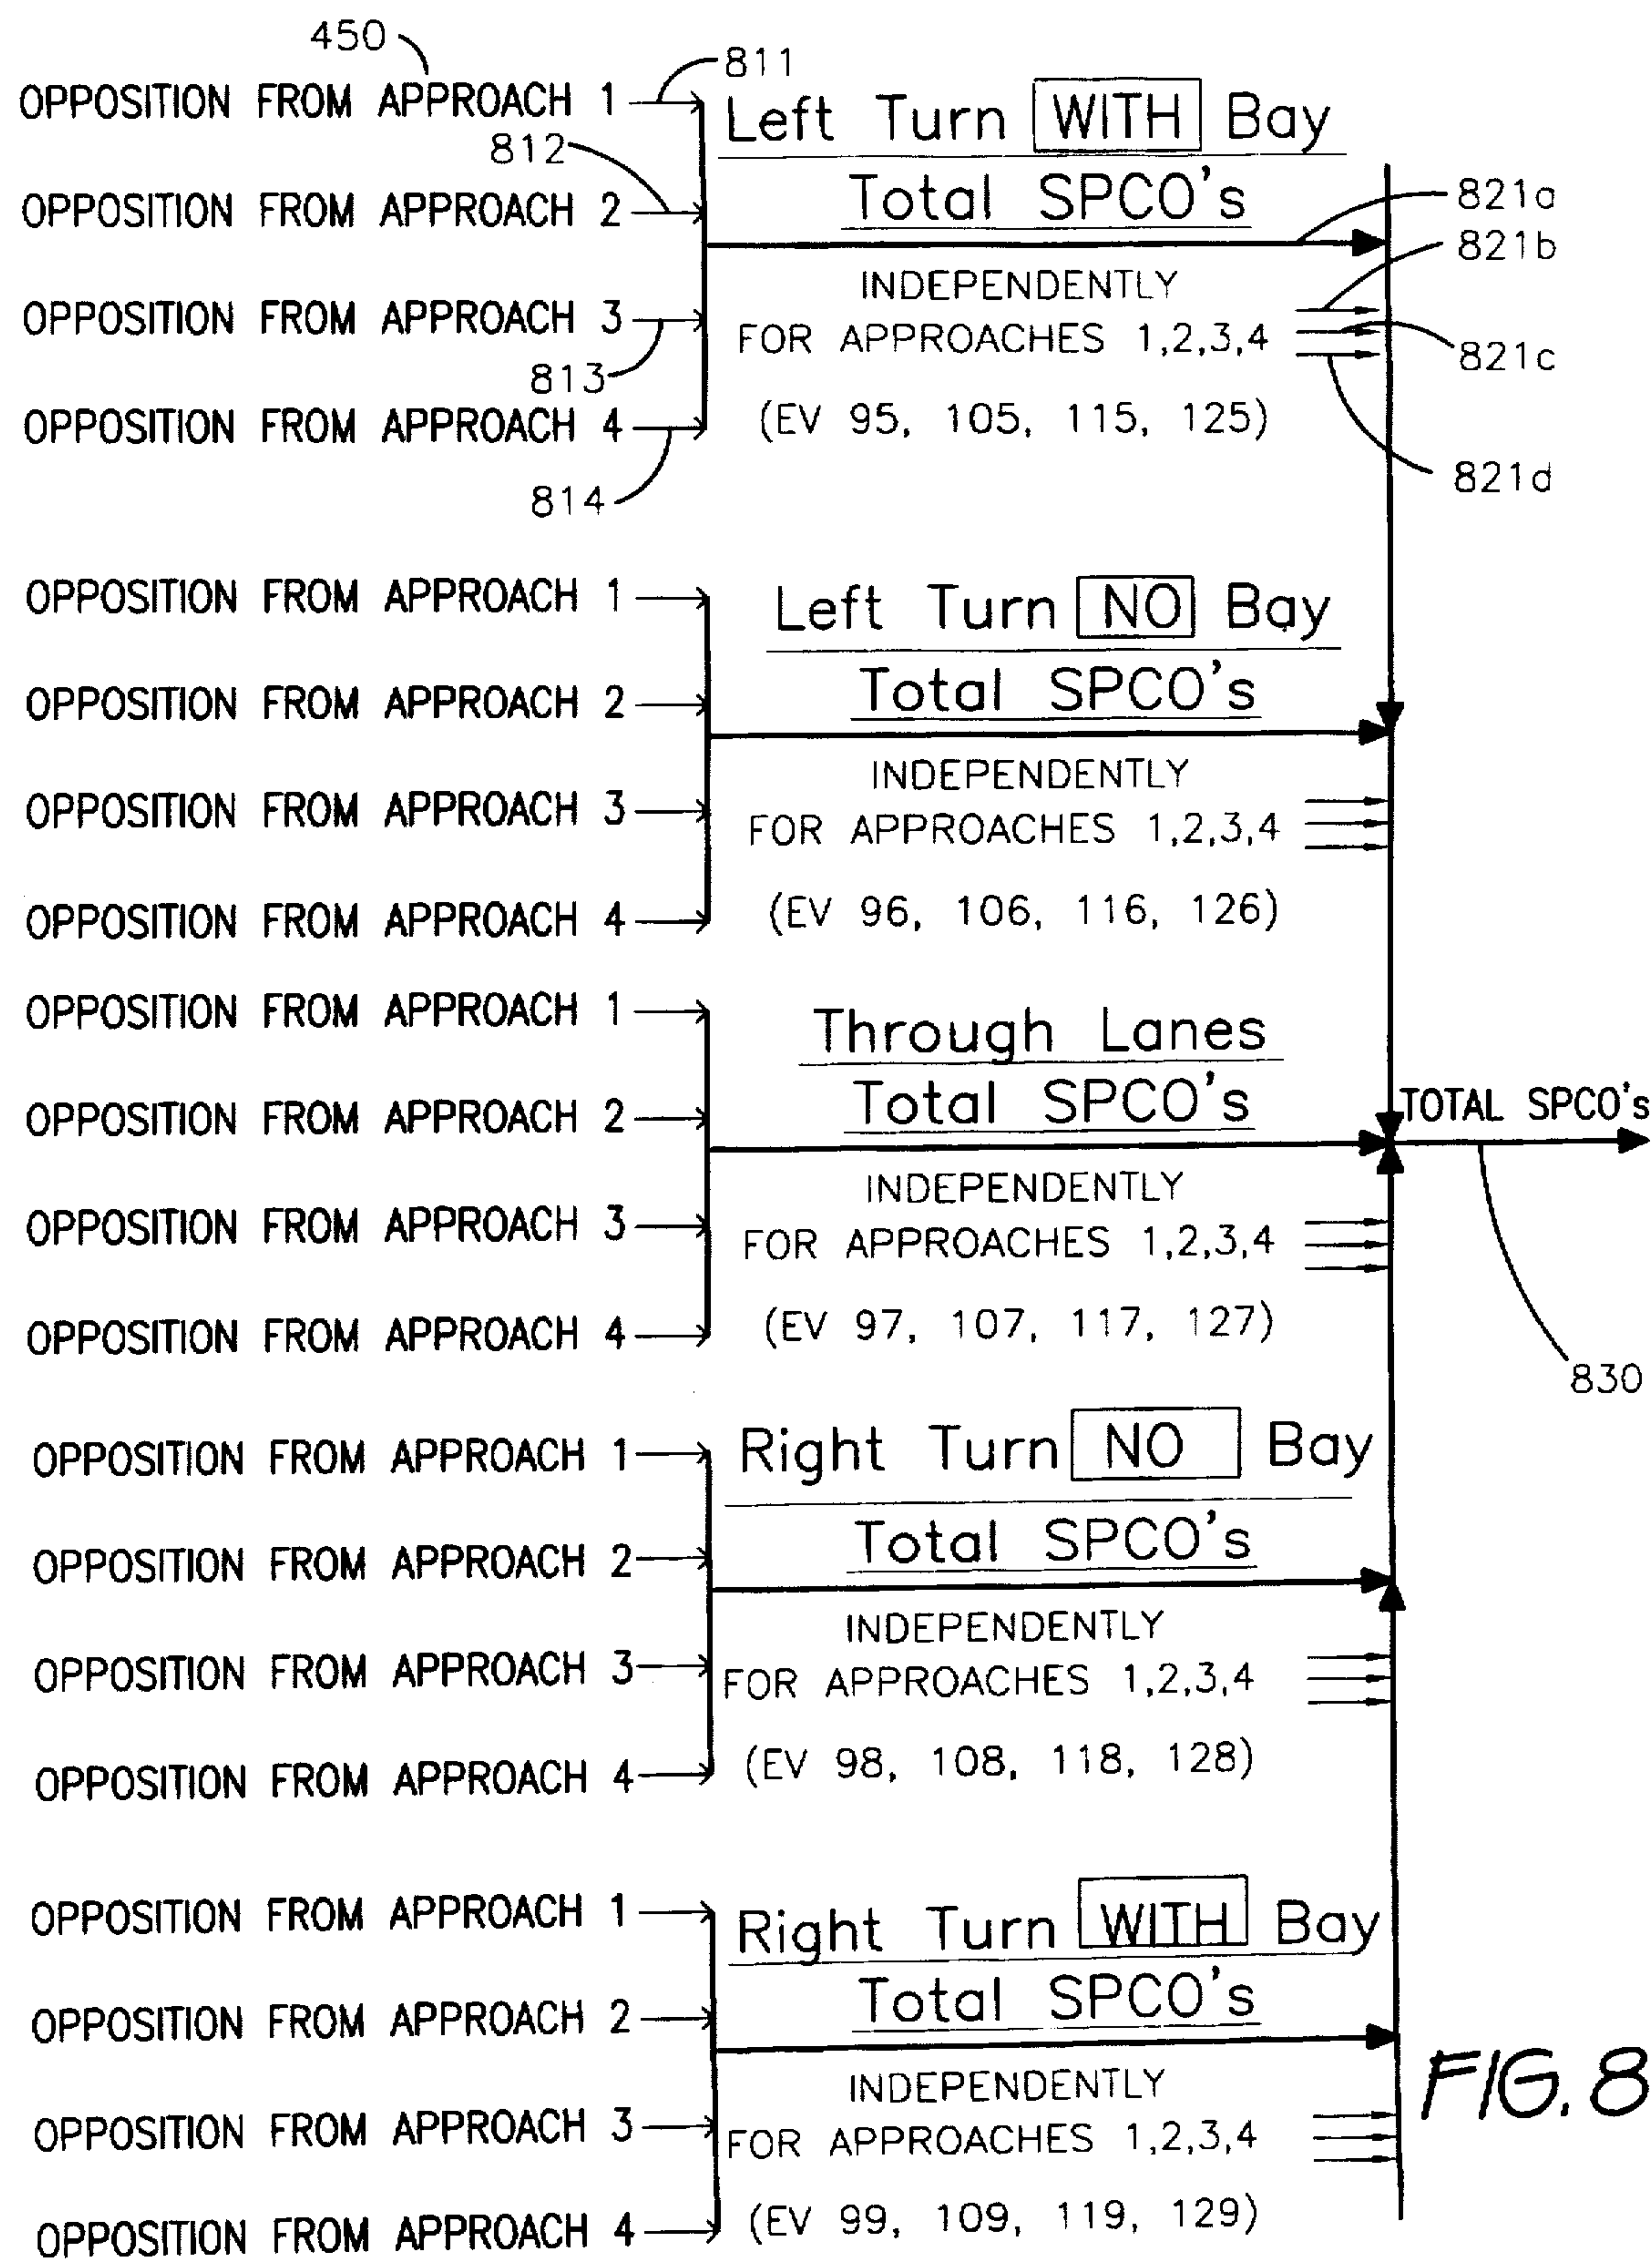 450
OPPOSITION FROM APPROACH 1
811
Left Turn WITH Bay
812
OPPOSITION FROM APPROACH 2
Total SPCO's
821a
821b
INDEPENDENTLY
OPPOSITION FROM APPROACH 3
FOR APPROACHES 1,2,3,4
821c
813
OPPOSITION FROM APPROACH 4
(EV 95, 105, 115, 125)
821d
814
OPPOSITION FROM APPROACH 1
Left Turn NO Bay
OPPOSITION FROM APPROACH 2
Total SPCO's
INDEPENDENTLY
OPPOSITION FROM APPROACH 3
FOR APPROACHES 1,2,3,4
OPPOSITION FROM APPROACH 4
(EV 96, 106, 116, 126)
OPPOSITION FROM APPROACH 1
Through Lanes
OPPOSITION FROM APPROACH 2
Total SPCO's
TOTAL SPCO's
INDEPENDENTLY
OPPOSITION FROM APPROACH 3
FOR APPROACHES 1,2,3,4
OPPOSITION FROM APPROACH 4
(EV 97, 107, 117, 127)
830
OPPOSITION FROM APPROACH 1
Right Turn NO Bay
OPPOSITION FROM APPROACH 2
Total SPCO's
INDEPENDENTLY
OPPOSITION FROM APPROACH 3
FOR APPROACHES 1,2,3,4
OPPOSITION FROM APPROACH 4
(EV 98, 108, 118, 128)
OPPOSITION FROM APPROACH 1
Right Turn WITH Bay
OPPOSITION FROM APPROACH 2
Total SPCO's
INDEPENDENTLY
OPPOSITION FROM APPROACH 3
FOR APPROACHES 1,2,3,4
OPPOSITION FROM APPROACH 4
(EV 99, 109, 119, 129)
FIG. 8